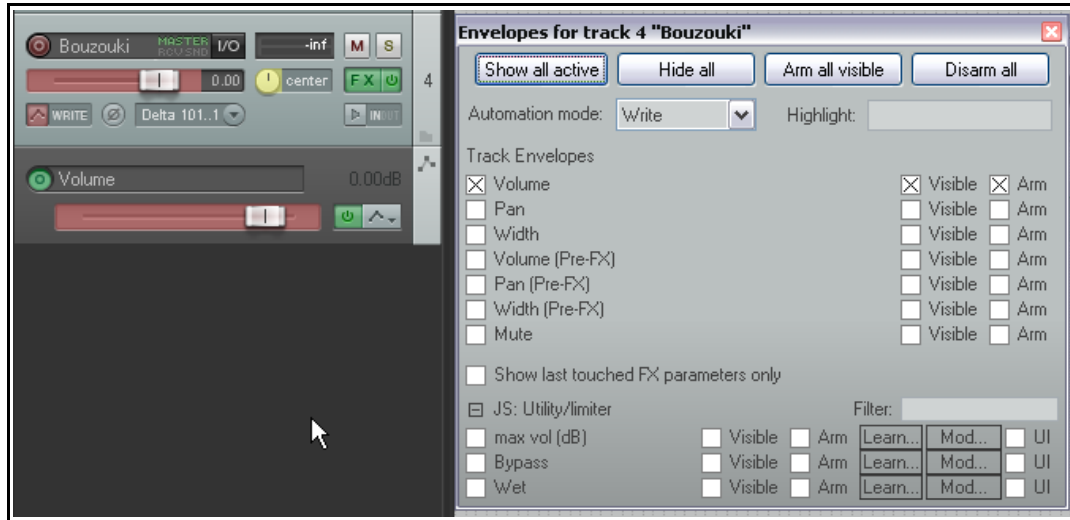 Bouzouki MASTER I/O -inf M S
0.00 center FX 4
WRITE Delta 101..1 IN OUT
Volume 0.00dB
Envelopes for track 4 "Bouzouki"
Show all active Hide all Arm all visible Disarm all
Automation mode: Write Highlight:
Track Envelopes
Volume Visible Arm
Pan Visible Arm
Width Visible Arm
Volume (Pre-FX) Visible Arm
Pan (Pre-FX) Visible Arm
Width (Pre-FX) Visible Arm
Mute Visible Arm
Show last touched FX parameters only
JS: Utility/limiter Filter:
max vol (dB) Visible Arm Learn... Mod... UI
Bypass Visible Arm Learn... Mod... UI
Wet Visible Arm Learn... Mod... UI